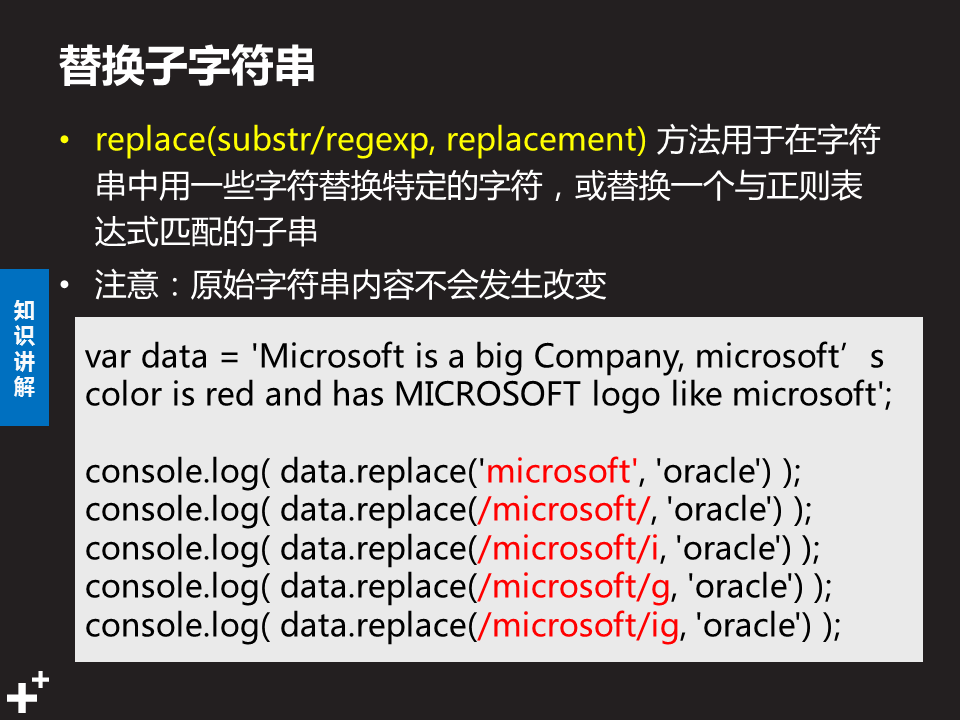 替换子字符串
• replace(substr/regexp, replacement) 方法用于在字符
串中用一些字符替换特定的字符，或替换一个与正则表
达式匹配的子串
• 注意：原始字符串内容不会发生改变
知
识
讲
解
var data = 'Microsoft is a big Company, microsoft’s
color is red and has MICROSOFT logo like microsoft';
console.log( data.replace('microsoft', 'oracle') );
console.log( data.replace(/microsoft/, 'oracle') );
console.log( data.replace(/microsoft/i, 'oracle') );
console.log( data.replace(/microsoft/g, 'oracle') );
console.log( data.replace(/microsoft/ig, 'oracle') );